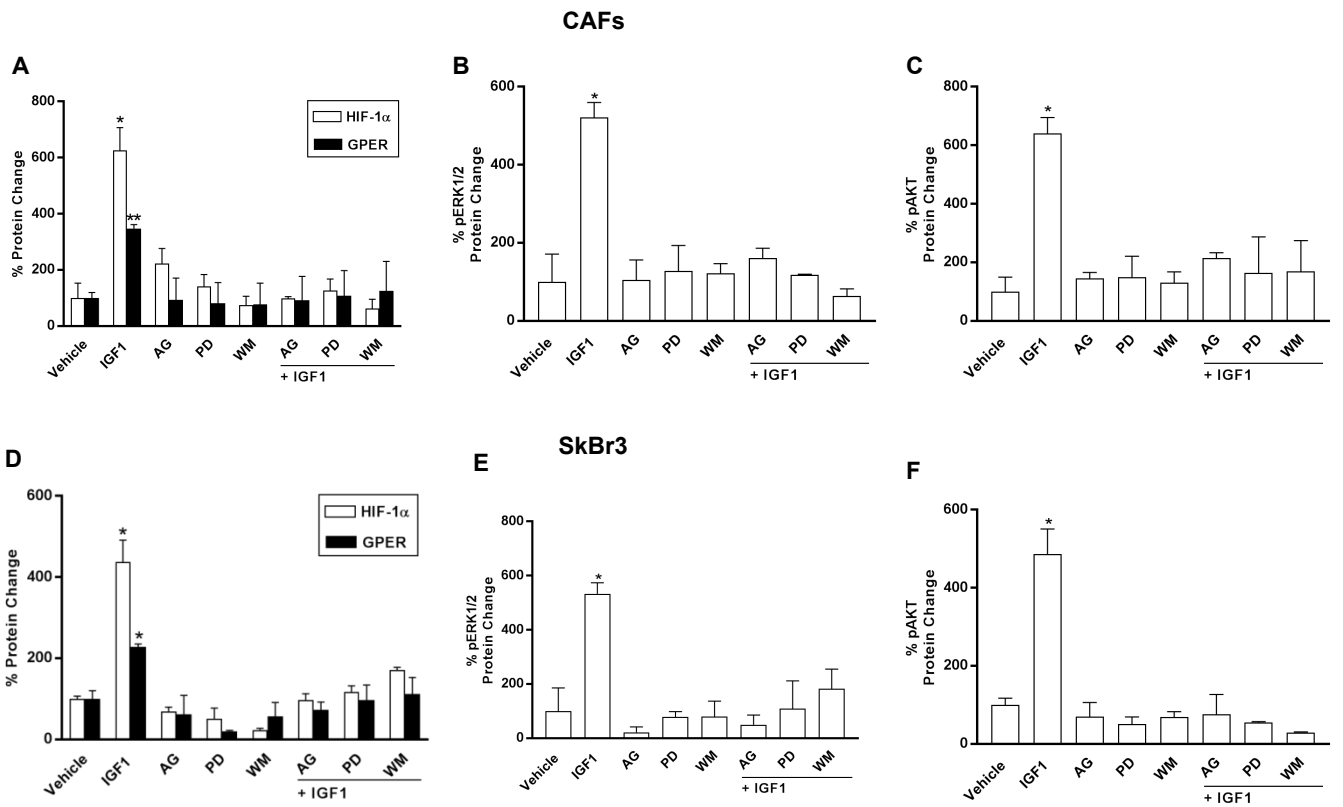 CAFs
A
% Protein Change
800
600
400
200
0
* ** 
HIF-1α
GPER
Vehicle IGF1 AG PD WM AG PD WM
+ IGF1
B
% pERK1/2
Protein Change
600
400
200
0
*
Vehicle IGF1 AG PD WM AG PD WM
+ IGF1
C
% pAKT
Protein Change
800
600
400
200
0
*
Vehicle IGF1 AG PD WM AG PD WM
+ IGF1
SkBr3
D
% Protein Change
600
400
200
0
* *
HIF-1α
GPER
Vehicle IGF1 AG PD WM AG PD WM
+ IGF1
E
% pERK1/2
Protein Change
800
600
400
200
0
*
Vehicle IGF1 AG PD WM AG PD WM
+ IGF1
F
% pAKT
Protein Change
600
400
200
0
*
Vehicle IGF1 AG PD WM AG PD WM
+ IGF1